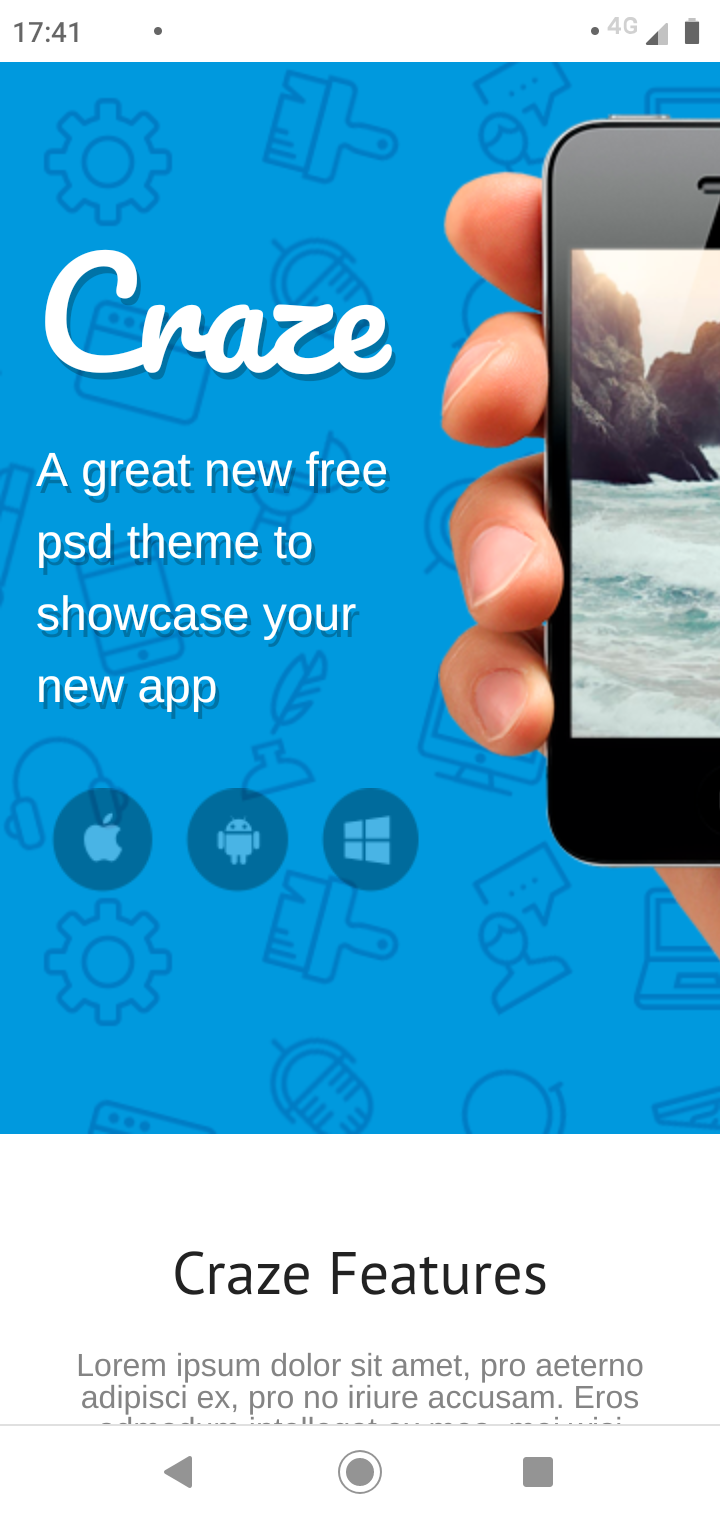 17:41
4G
Craze
A great new free
psd theme to
showcase your
new app
Craze Features
Lorem ipsum dolor sit amet, pro aeterno
adipisci ex, pro no iriure accusam. Eros